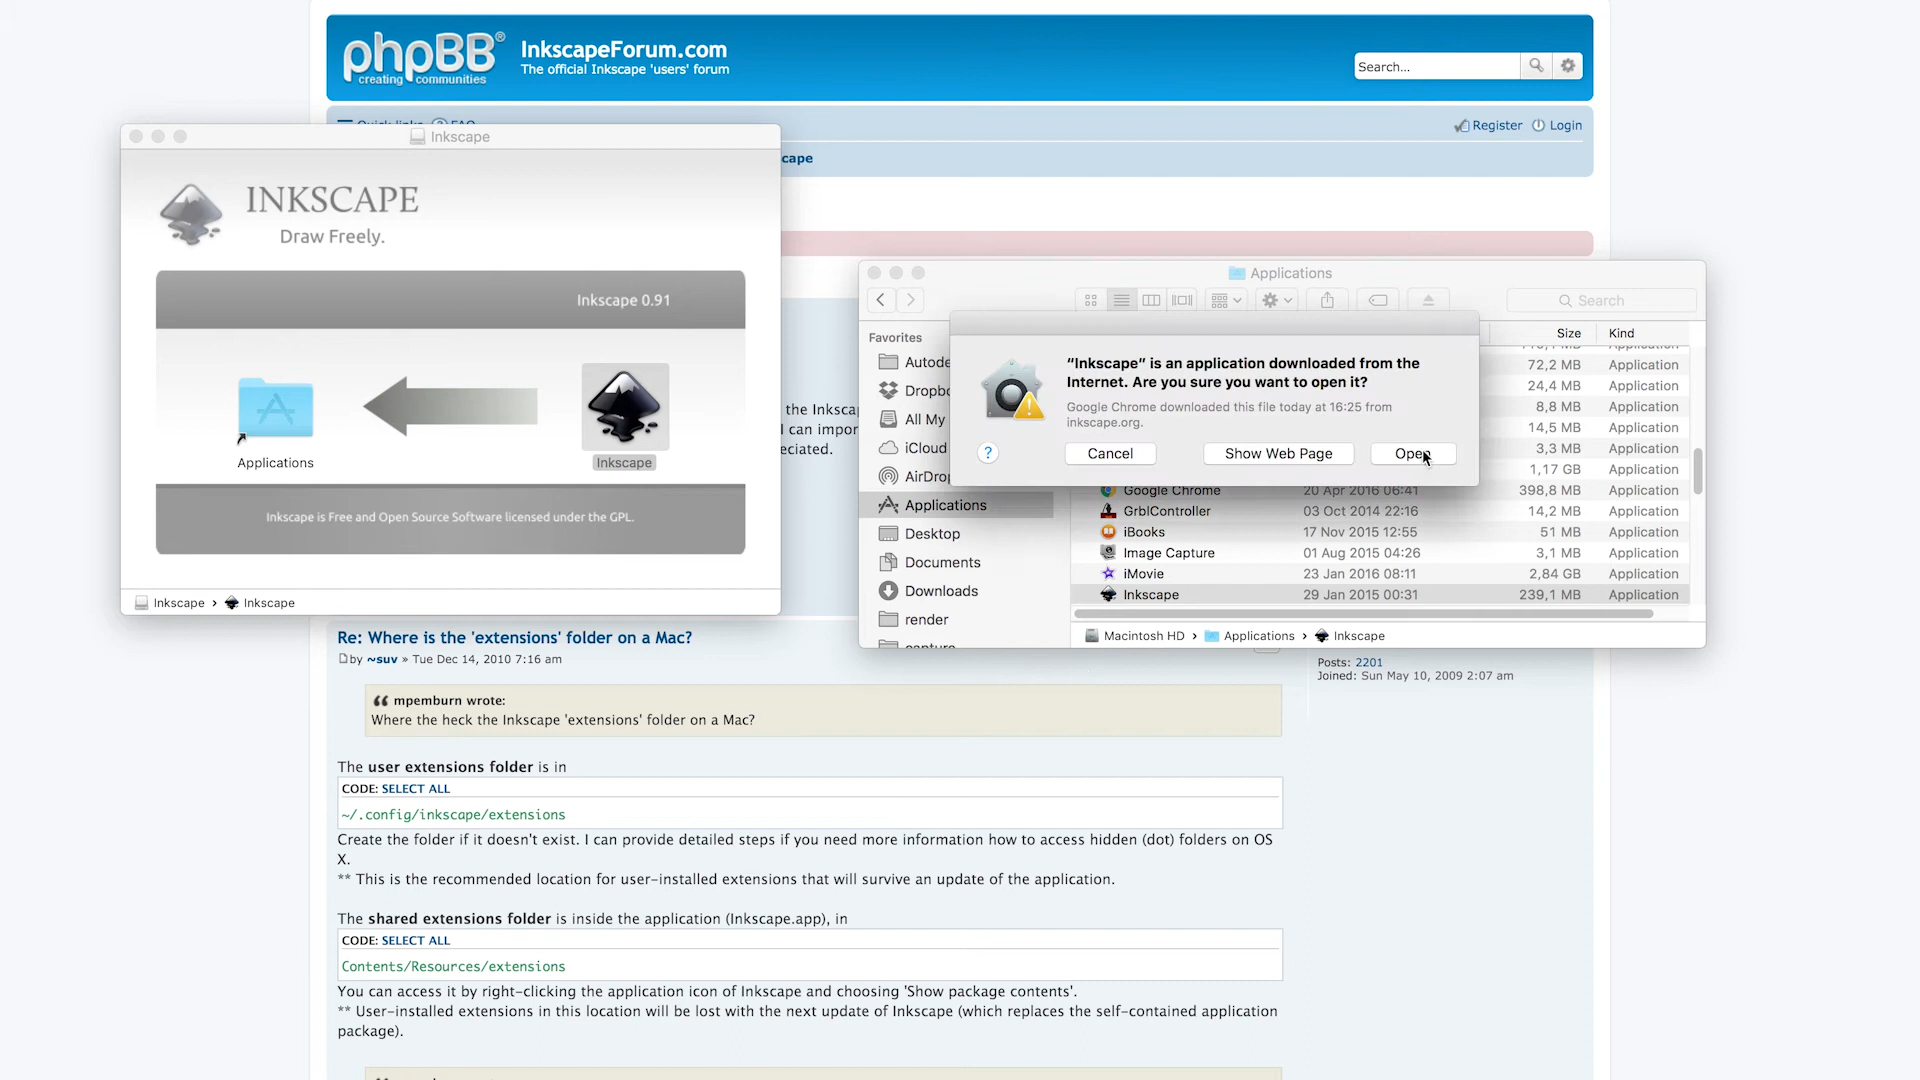 phpBB®
creating communities
InkscapeForum.com
The official Inkscape 'users' forum
Search...
Register
Login
cape
Inkscape
INKSCAPE
Draw Freely.
Inkscape 0.91
Applications
Inkscape
Inkscape is Free and Open Source Software licensed under the GPL.
Inkscape › Inkscape
the Inksca
I can impor
eciated.
Applications
Search
Favorites
Autode
Dropbo
All My
iCloud
AirDrop
Applications
Desktop
Documents
Downloads
render
Size Kind
72,2 MB Application
24,4 MB Application
8,8 MB Application
14,5 MB Application
3,3 MB Application
1,17 GB Application
Google Chrome 20 Apr 2016 06:41 398,8 MB Application
GrblController 03 Oct 2014 22:16 14,2 MB Application
iBooks 17 Nov 2015 12:55 51 MB Application
Image Capture 01 Aug 2015 04:26 3,1 MB Application
iMovie 23 Jan 2016 08:11 2,84 GB Application
Inkscape 29 Jan 2015 00:31 239,1 MB Application
Macintosh HD › Applications › Inkscape
“Inkscape” is an application downloaded from the
Internet. Are you sure you want to open it?
Google Chrome downloaded this file today at 16:25 from
inkscape.org.
?
Cancel
Show Web Page
Open
Re: Where is the 'extensions' folder on a Mac?
by ~suv » Tue Dec 14, 2010 7:16 am
Posts: 2201
Joined: Sun May 10, 2009 2:07 am
mpemburn wrote:
Where the heck the Inkscape 'extensions' folder on a Mac?
The user extensions folder is in
CODE: SELECT ALL
~/.config/inkscape/extensions
Create the folder if it doesn't exist. I can provide detailed steps if you need more information how to access hidden (dot) folders on OS
X.
** This is the recommended location for user-installed extensions that will survive an update of the application.
The shared extensions folder is inside the application (Inkscape.app), in
CODE: SELECT ALL
Contents/Resources/extensions
You can access it by right-clicking the application icon of Inkscape and choosing 'Show package contents'.
** User-installed extensions in this location will be lost with the next update of Inkscape (which replaces the self-contained application
package).